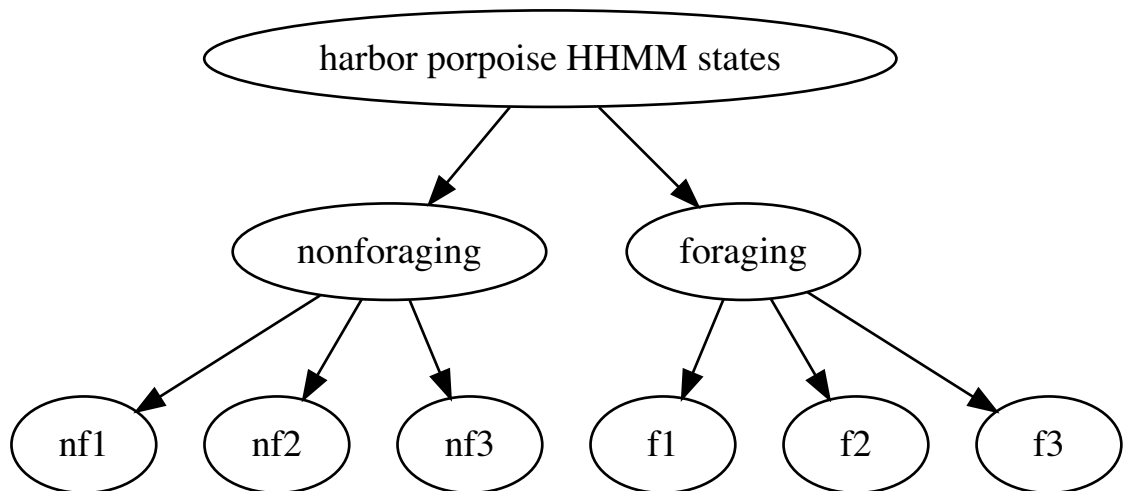 harbor porpoise HHMM states
nonforaging
foraging
nf1
nf2
nf3
f1
f2
f3